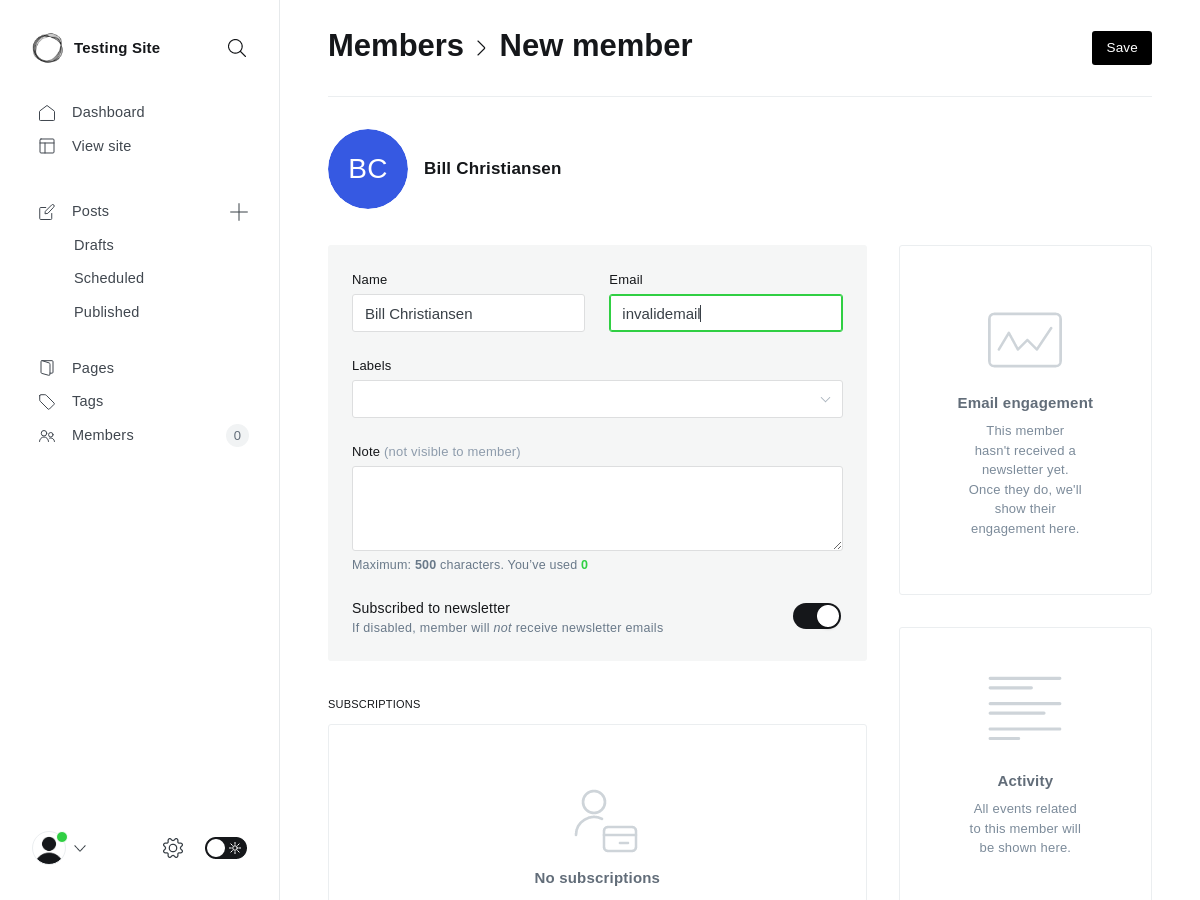 Testing Site
Dashboard
View site
Posts
Drafts
Scheduled
Published
Pages
Tags
Members
0
Members > New member
Save
BC
Bill Christiansen
Name
Bill Christiansen
Email
invalidemail
Labels
Note (not visible to member)
Maximum: 500 characters. You've used 0
Subscribed to newsletter
If disabled, member will not receive newsletter emails
SUBSCRIPTIONS
No subscriptions
Email engagement
This member
hasn't received a
newsletter yet.
Once they do, we'll
show their
engagement here.
Activity
All events related
to this member will
be shown here.